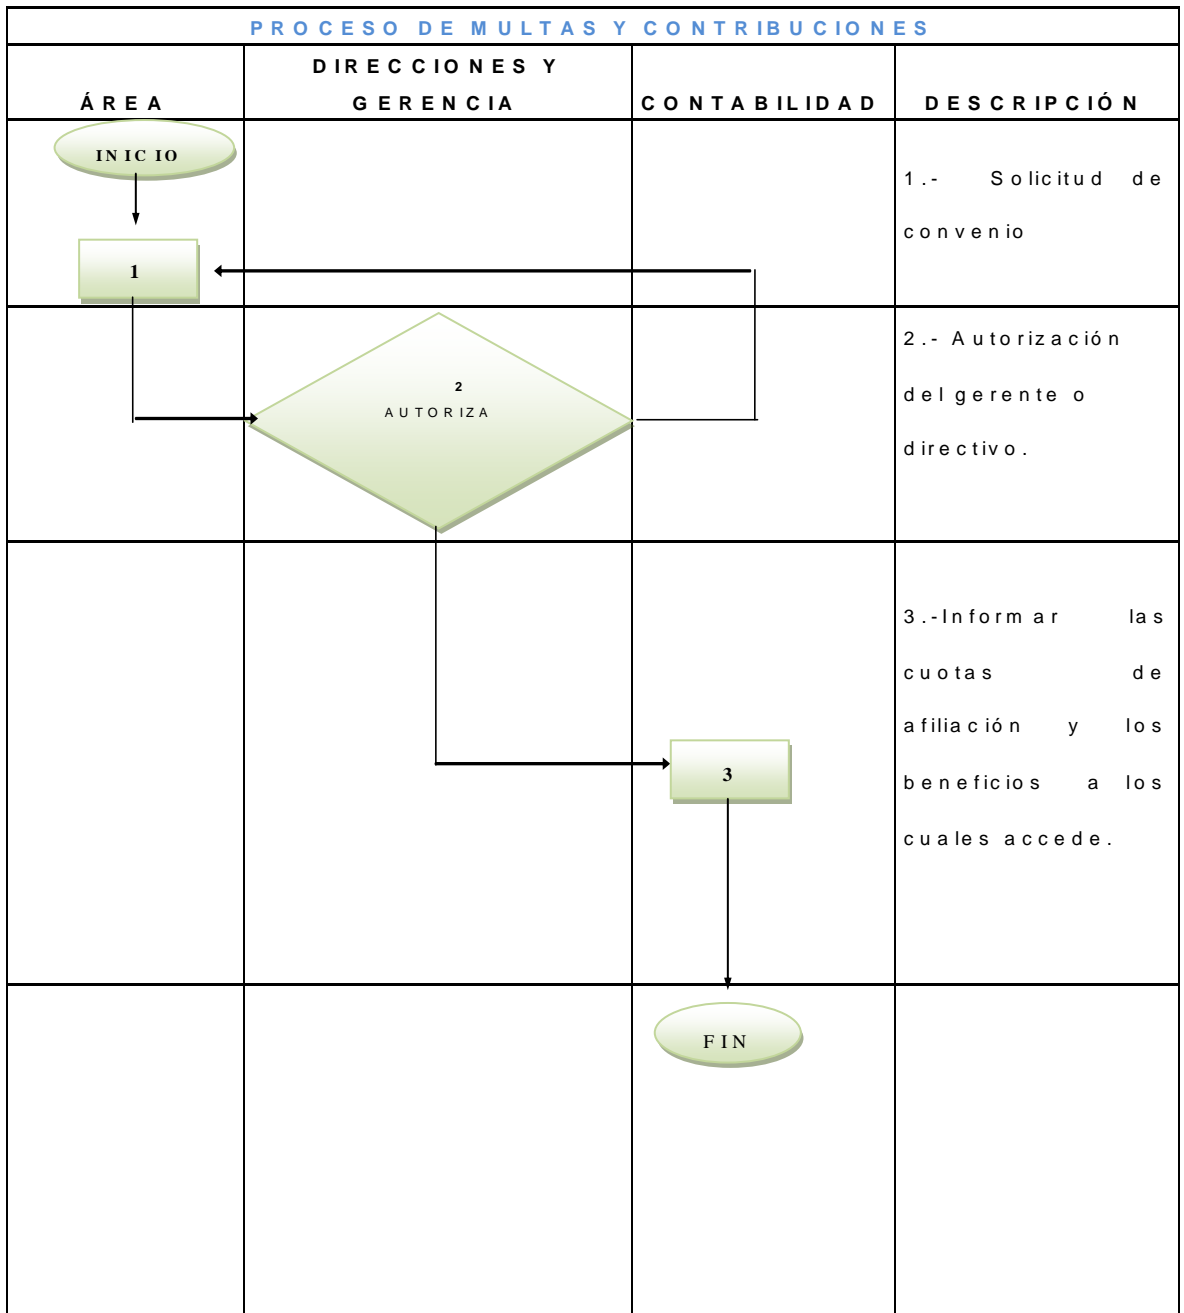 PROCESO DE MULTAS Y CONTRIBUCIONES
ÁREA
DIRECCIONES Y
GERENCIA
CONTABILIDAD
DESCRIPCIÓN
INICIO
1
1.- Solicitud de
convenio
2
AUTORIZA
2.- Autorización
del gerente o
directivo.
3
3.-Informar las
cuotas de
afiliación y los
beneficios a los
cuales accede.
FIN